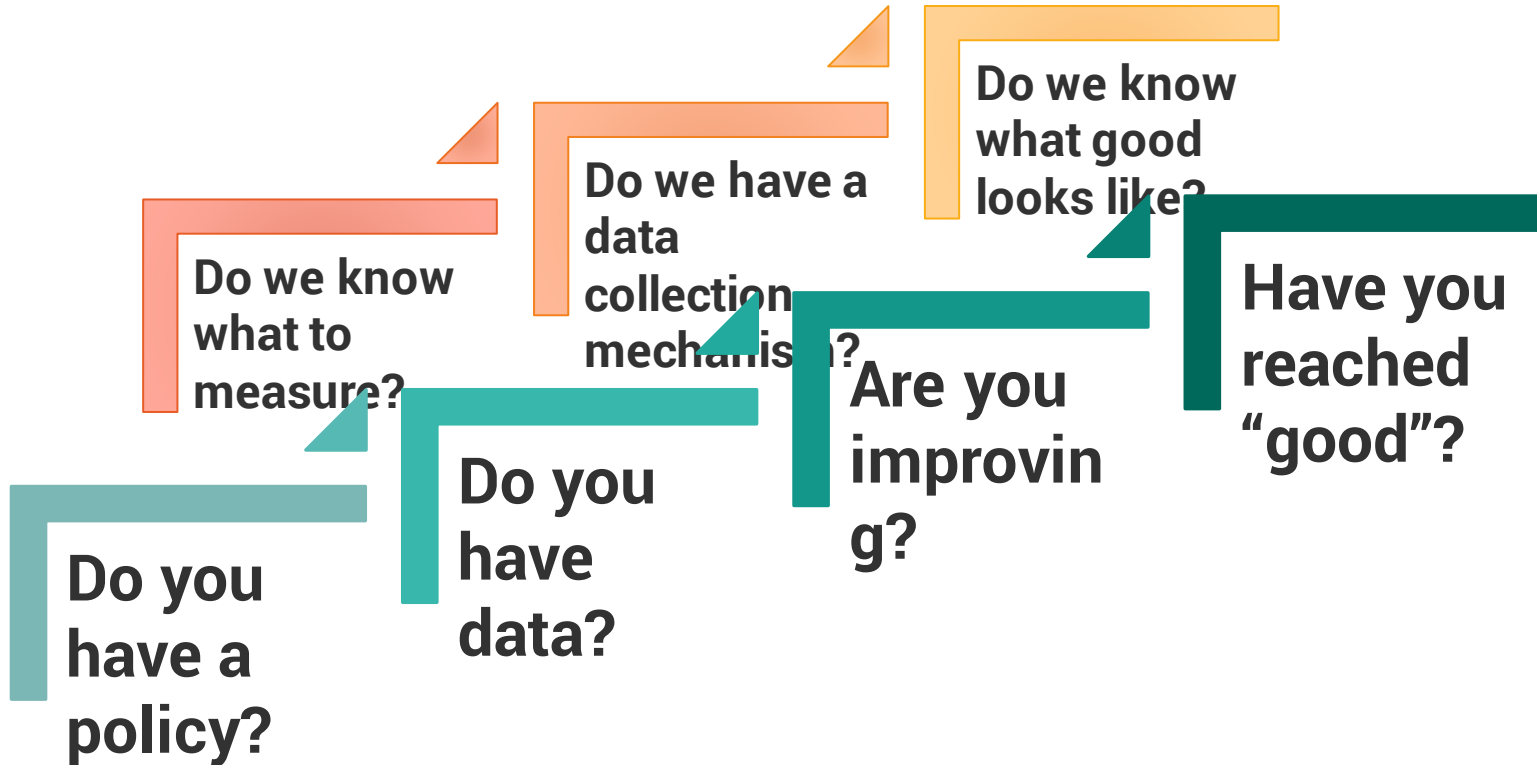 Do we know
what to
measure?
Do we have a
data
collection
mechanism?
Do we know
what good
looks like?
Do you
have a
policy?
Do you
have
data?
Are you
improvin
g?
Have you
reached
“good”?